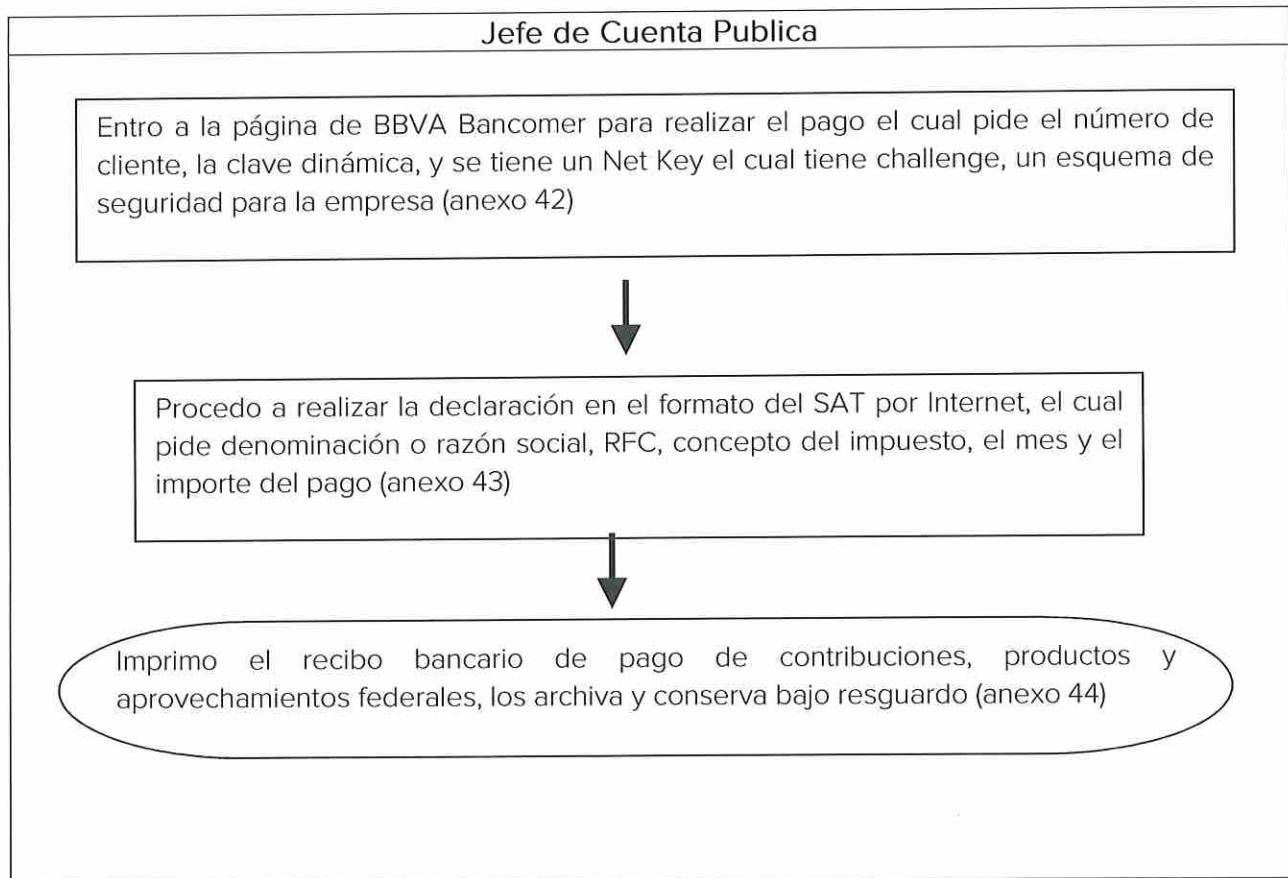 Jefe de Cuenta Publica
Entro a la página de BBVA Bancomer para realizar el pago el cual pide el número de
cliente, la clave dinámica, y se tiene un Net Key el cual tiene challenge, un esquema de
seguridad para la empresa (anexo 42)
Procedo a realizar la declaración en el formato del SAT por Internet, el cual
pide denominación o razón social, RFC, concepto del impuesto, el mes y el
importe del pago (anexo 43)
Imprimo el recibo bancario de pago de contribuciones, productos y
aprovechamientos federales, los archiva y conserva bajo resguardo (anexo 44)